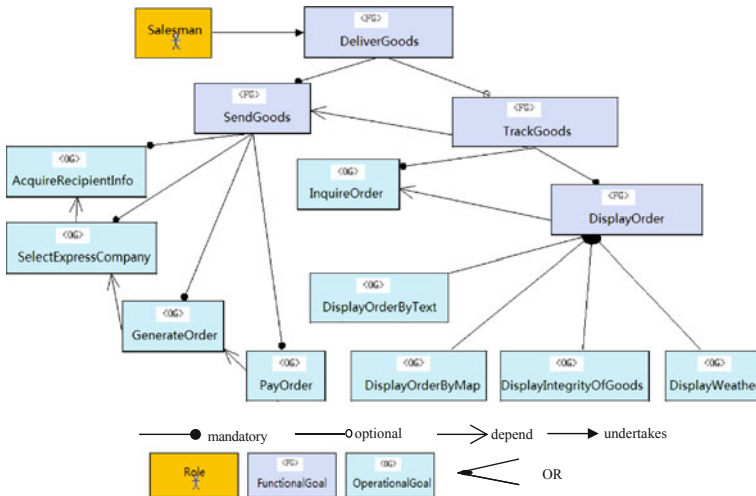 Salesman
<FG>
DeliverGoods
<FG>
SendGoods
<FG>
TrackGoods
<OG>
AcquireRecipientInfo
<OG>
InquireOrder
<FG>
DisplayOrder
<OG>
SelectExpressCompany
<OG>
DisplayOrderByText
<OG>
GenerateOrder
<OG>
PayOrder
<OG>
DisplayOrderByMap
<OG>
DisplayIntegrityOfGoods
<OG>
DisplayWeather
mandatory
optional
depend
undertakes
Role
<FG>
FunctionalGoal
<OG>
OperationalGoal
OR